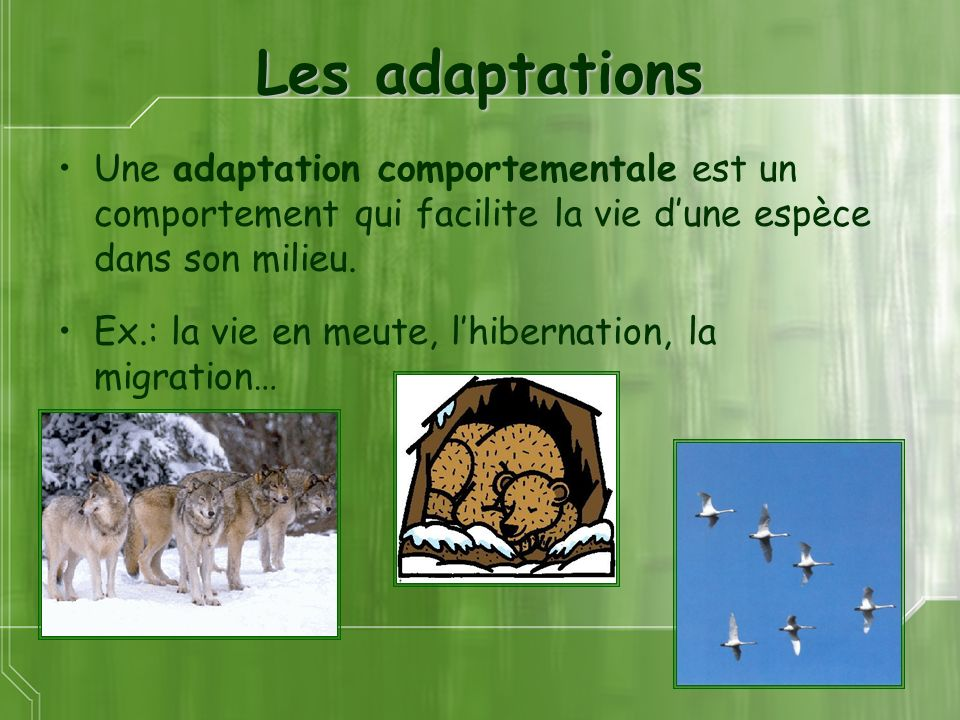 Les adaptations
• Une adaptation comportementale est un
comportement qui facilite la vie d’une espèce
dans son milieu.
• Ex.: la vie en meute, l’hibernation, la
migration…